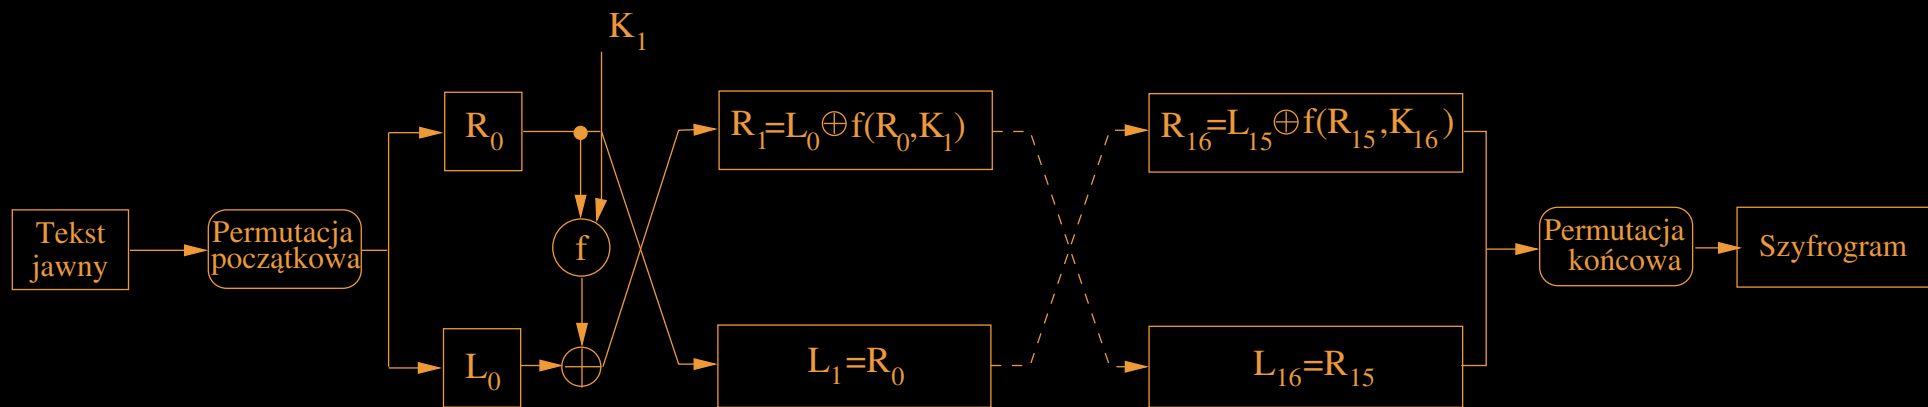 K₁
R₀
R₁=L₀⊕f(R₀,K₁)
R₁₆=L₁₅⊕f(R₁₅,K₁₆)
Tekst
jawny
Permutacja
początkowa
f
Permutacja
końcowa
Szyfrogram
L₀
L₁=R₀
L₁₆=R₁₅